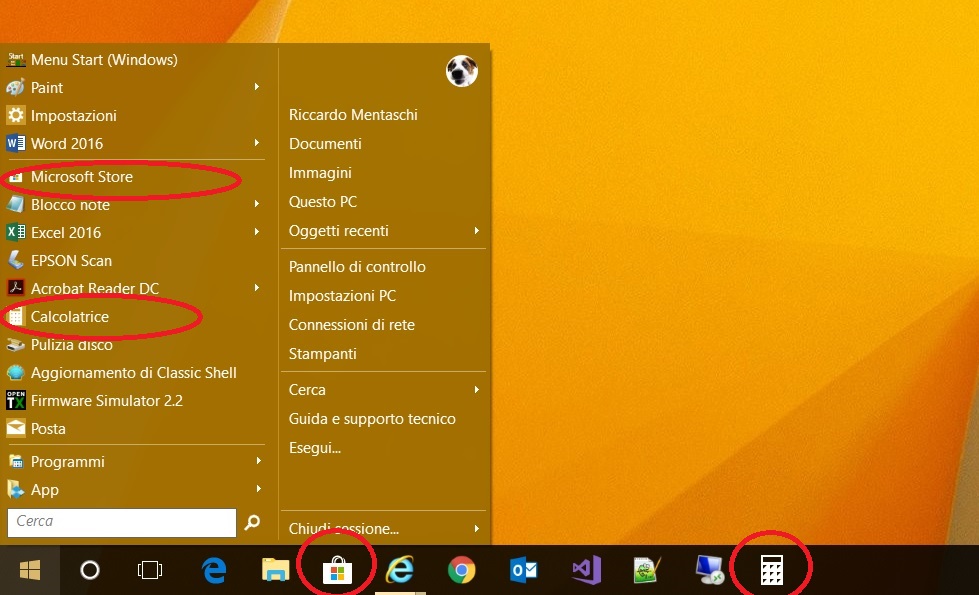 Start
Menu Start (Windows)
Paint
Impostazioni
Word 2016
Microsoft Store
Blocco note
Excel 2016
EPSON Scan
Acrobat Reader DC
Calcolatrice
Pulizia disco
Aggiornamento di Classic Shell
OPEN
TX
Firmware Simulator 2.2
Posta
Programmi
App
Cerca
Riccardo Mentaschi
Documenti
Immagini
Questo PC
Oggetti recenti
Pannello di controllo
Impostazioni PC
Connessioni di rete
Stampanti
Cerca
Guida e supporto tecnico
Esegui...
Chiudi sessione...